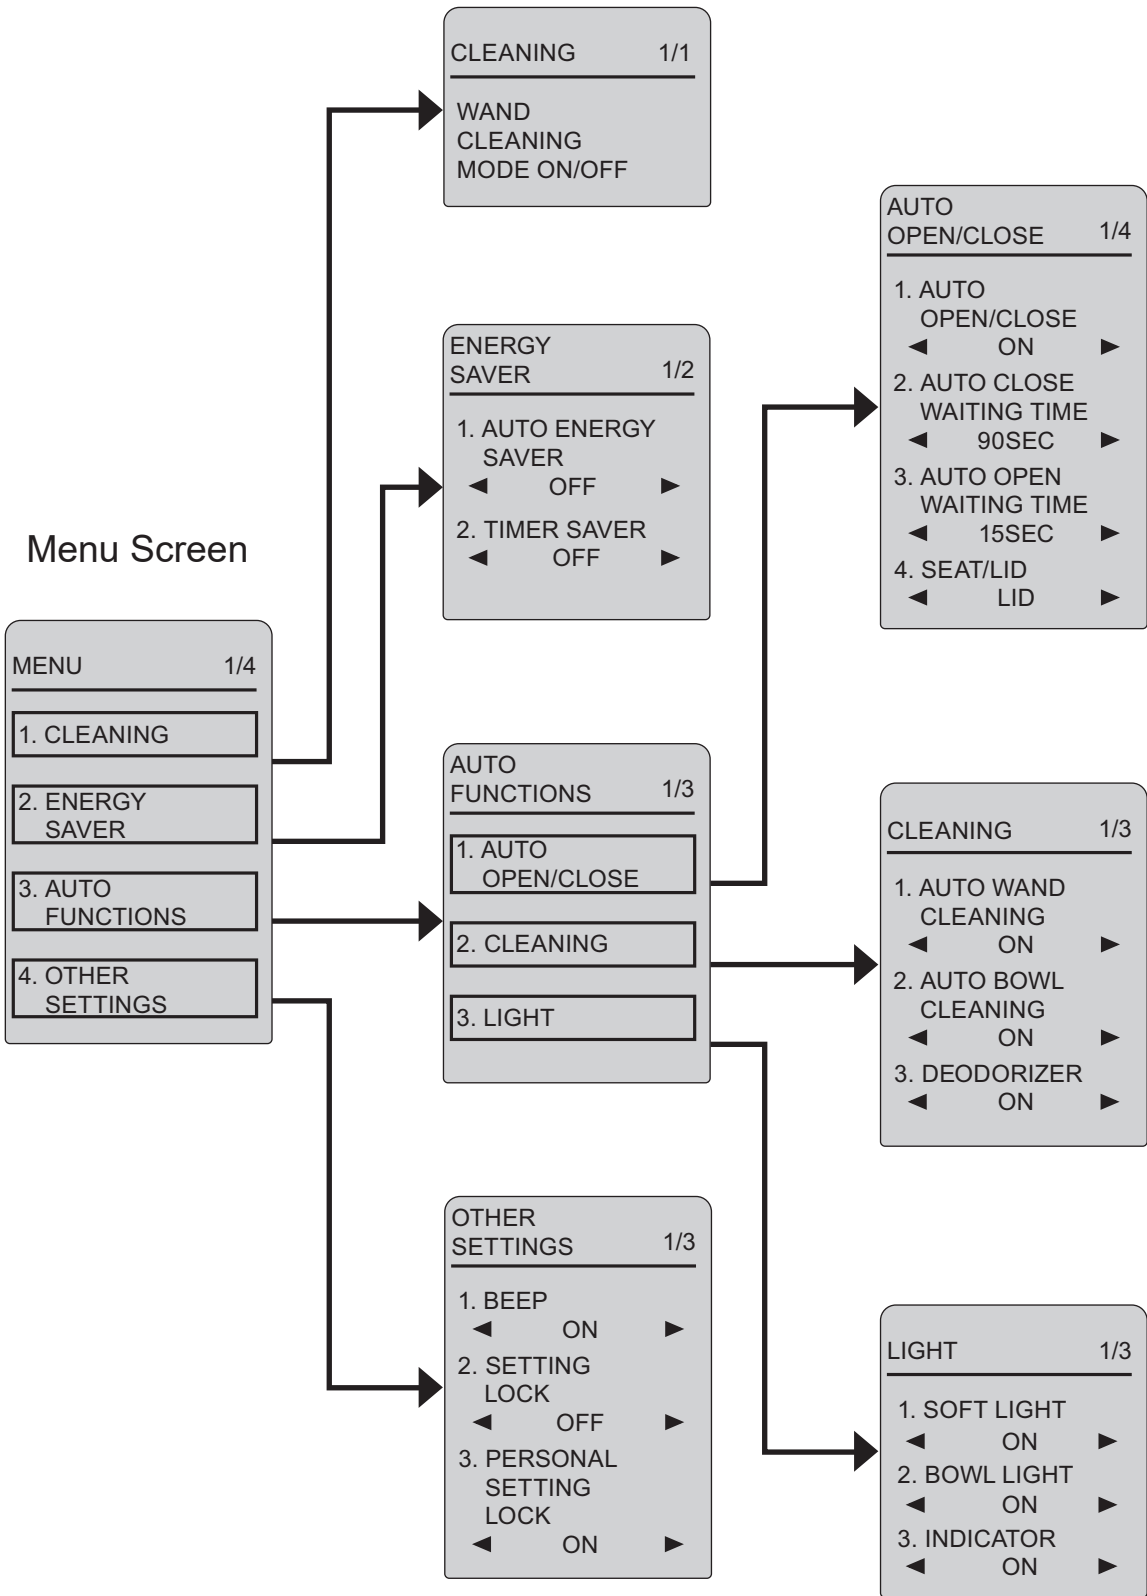 Menu Screen
MENU 1/4
1. CLEANING
2. ENERGY
SAVER
3. AUTO
FUNCTIONS
4. OTHER
SETTINGS
CLEANING 1/1
WAND
CLEANING
MODE ON/OFF
ENERGY
SAVER 1/2
1. AUTO ENERGY
SAVER
◄ OFF ►
2. TIMER SAVER
◄ OFF ►
AUTO
FUNCTIONS 1/3
1. AUTO
OPEN/CLOSE
2. CLEANING
3. LIGHT
OTHER
SETTINGS 1/3
1. BEEP
◄ ON ►
2. SETTING
LOCK
◄ OFF ►
3. PERSONAL
SETTING
LOCK
◄ ON ►
AUTO
OPEN/CLOSE 1/4
1. AUTO
OPEN/CLOSE
◄ ON ►
2. AUTO CLOSE
WAITING TIME
◄ 90SEC ►
3. AUTO OPEN
WAITING TIME
◄ 15SEC ►
4. SEAT/LID
◄ LID ►
CLEANING 1/3
1. AUTO WAND
CLEANING
◄ ON ►
2. AUTO BOWL
CLEANING
◄ ON ►
3. DEODORIZER
◄ ON ►
LIGHT 1/3
1. SOFT LIGHT
◄ ON ►
2. BOWL LIGHT
◄ ON ►
3. INDICATOR
◄ ON ►